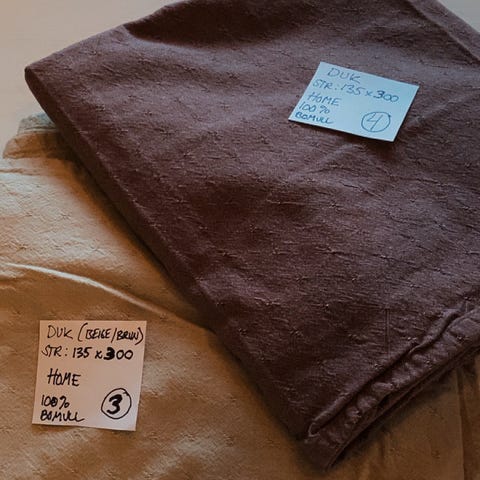 DUK
STR: 135 x 300
HOME
100%
BOMULL
4
DUK (BEIGE/BRUN)
STR: 135 x 300
HOME
100%
BOMULL
3